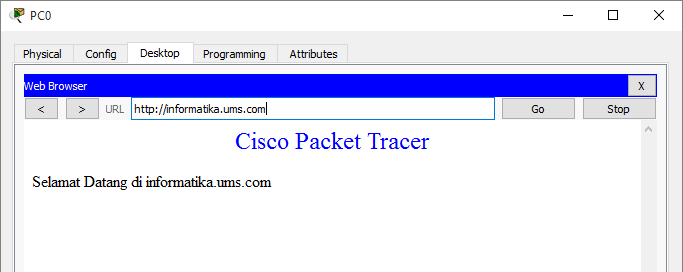 PC0
Physical Config Desktop Programming Attributes
Web Browser X
< > URL http://informatika.ums.com Go Stop
Cisco Packet Tracer
Selamat Datang di informatika.ums.com